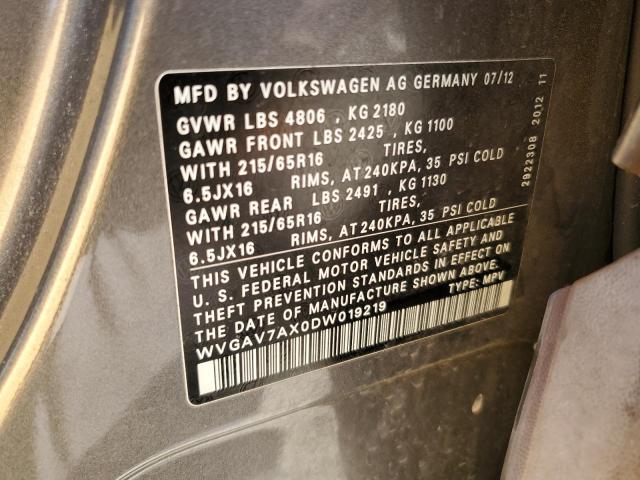 MFD BY VOLKSWAGEN AG GERMANY 07/12
GVWR LBS 4806 , KG 2180
GAWR FRONT LBS 2425 , KG 1100
WITH 215/65R16 TIRES,
6.5JX16 RIMS, AT 240KPA, 35 PSI COLD
GAWR REAR LBS 2491 , KG 1130
WITH 215/65R16 TIRES,
6.5JX16 RIMS, AT 240KPA, 35 PSI COLD
THIS VEHICLE CONFORMS TO ALL APPLICABLE
U. S. FEDERAL MOTOR VEHICLE SAFETY AND
THEFT PREVENTION STANDARDS IN EFFECT ON
THE DATE OF MANUFACTURE SHOWN ABOVE.
WVGAV7AX0DW019219 TYPE: MPV
2922308 2012 11